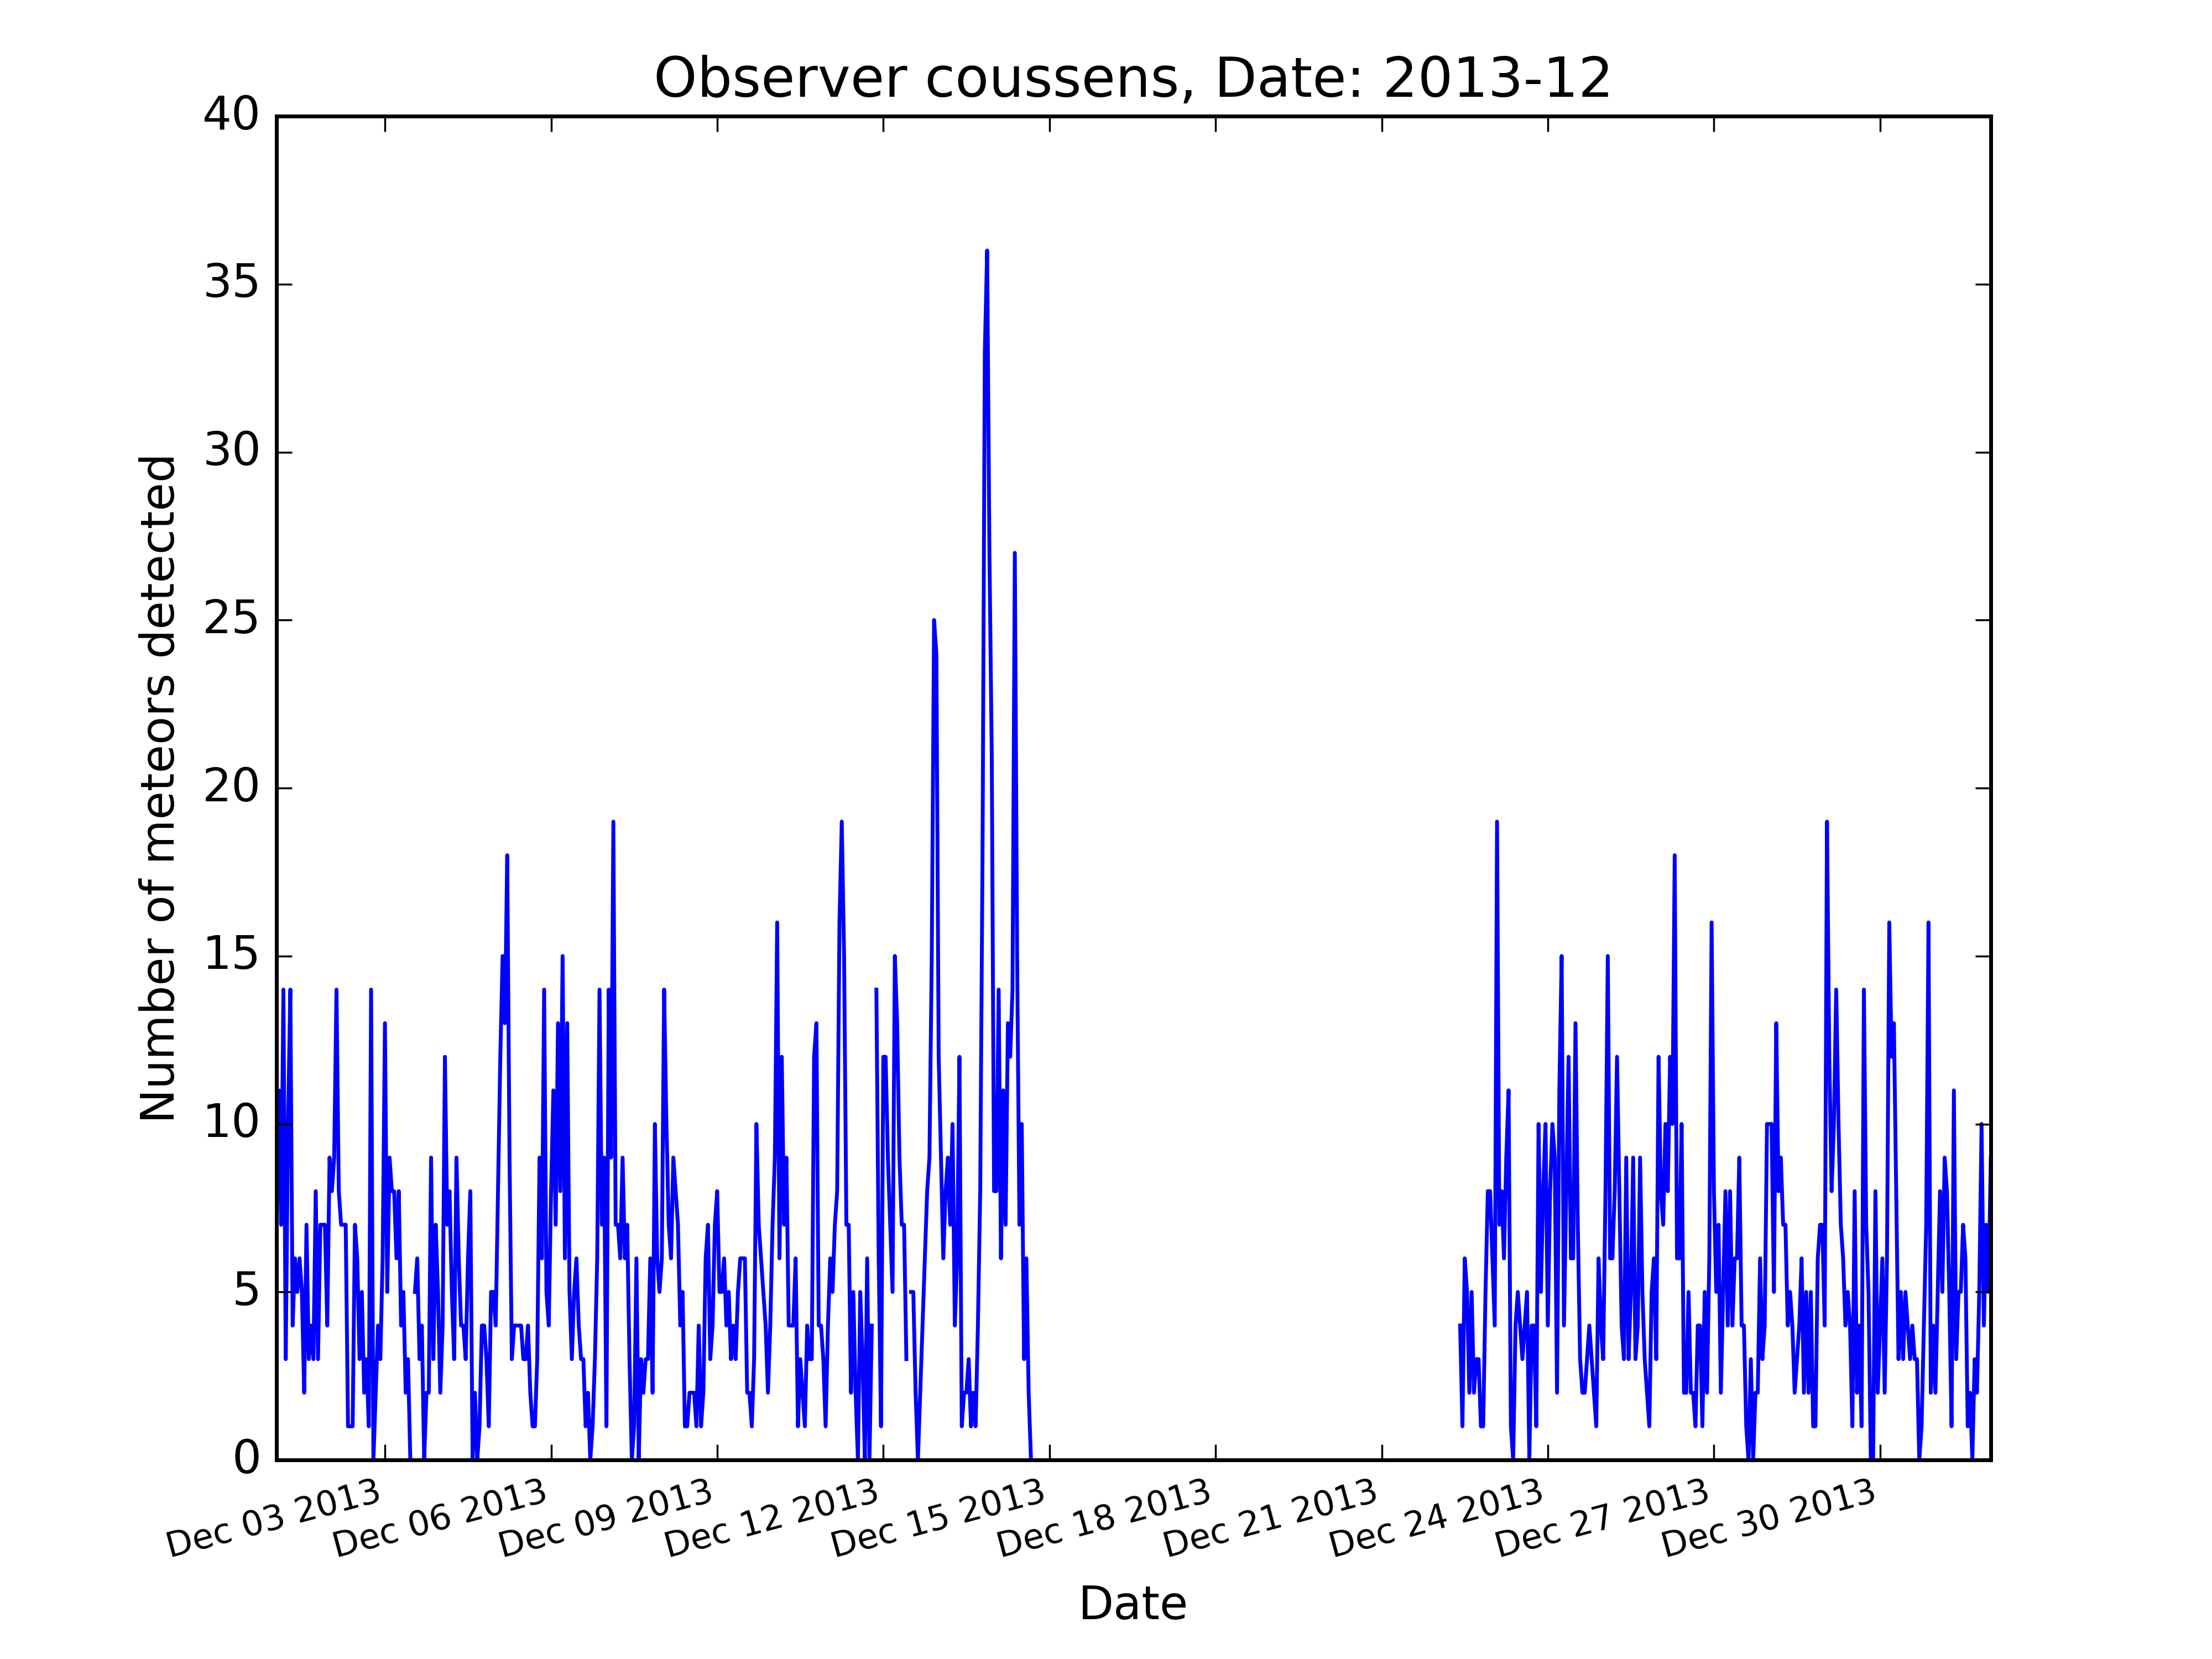 Observer coussens, Date: 2013-12
40
35
30
25
20
15
10
5
0
Number of meteors detected
Dec 03 2013
Dec 06 2013
Dec 09 2013
Dec 12 2013
Dec 15 2013
Dec 18 2013
Dec 21 2013
Dec 24 2013
Dec 27 2013
Dec 30 2013
Date